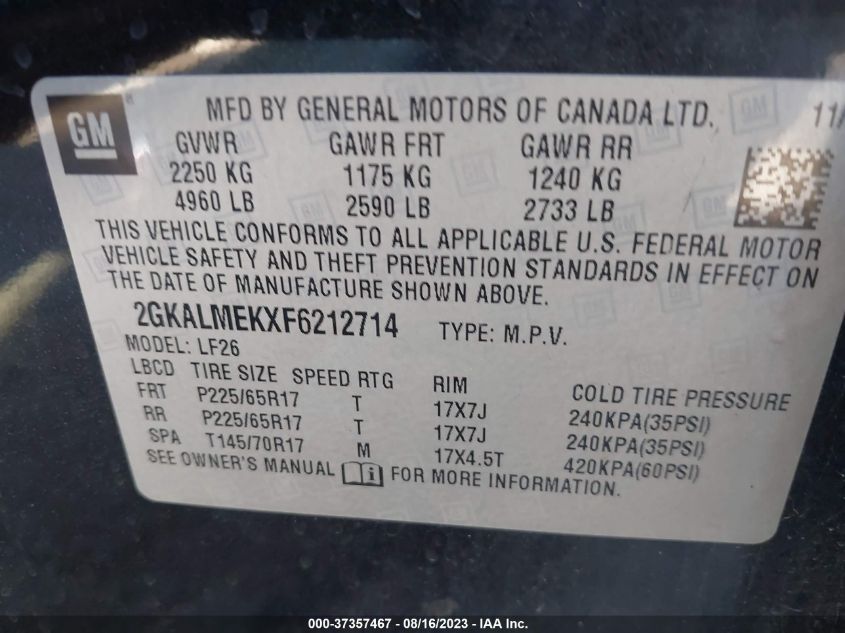 GM ®
MFD BY GENERAL MOTORS OF CANADA LTD. 11/
GVWR GAWR FRT GAWR RR
2250 KG 1175 KG 1240 KG
4960 LB 2590 LB 2733 LB
THIS VEHICLE CONFORMS TO ALL APPLICABLE U.S. FEDERAL MOTOR
VEHICLE SAFETY AND THEFT PREVENTION STANDARDS IN EFFECT ON
THE DATE OF MANUFACTURE SHOWN ABOVE.
2GKALMEKXF6212714 TYPE: M.P.V.
MODEL: LF26
LBCD TIRE SIZE SPEED RTG RIM COLD TIRE PRESSURE
FRT P225/65R17 T 17X7J 240KPA(35PSI)
RR P225/65R17 T 17X7J 240KPA(35PSI)
SPA T145/70R17 M 17X4.5T 420KPA(60PSI)
SEE OWNER'S MANUAL i FOR MORE INFORMATION.
000-37357467 - 08/16/2023 - IAA Inc.